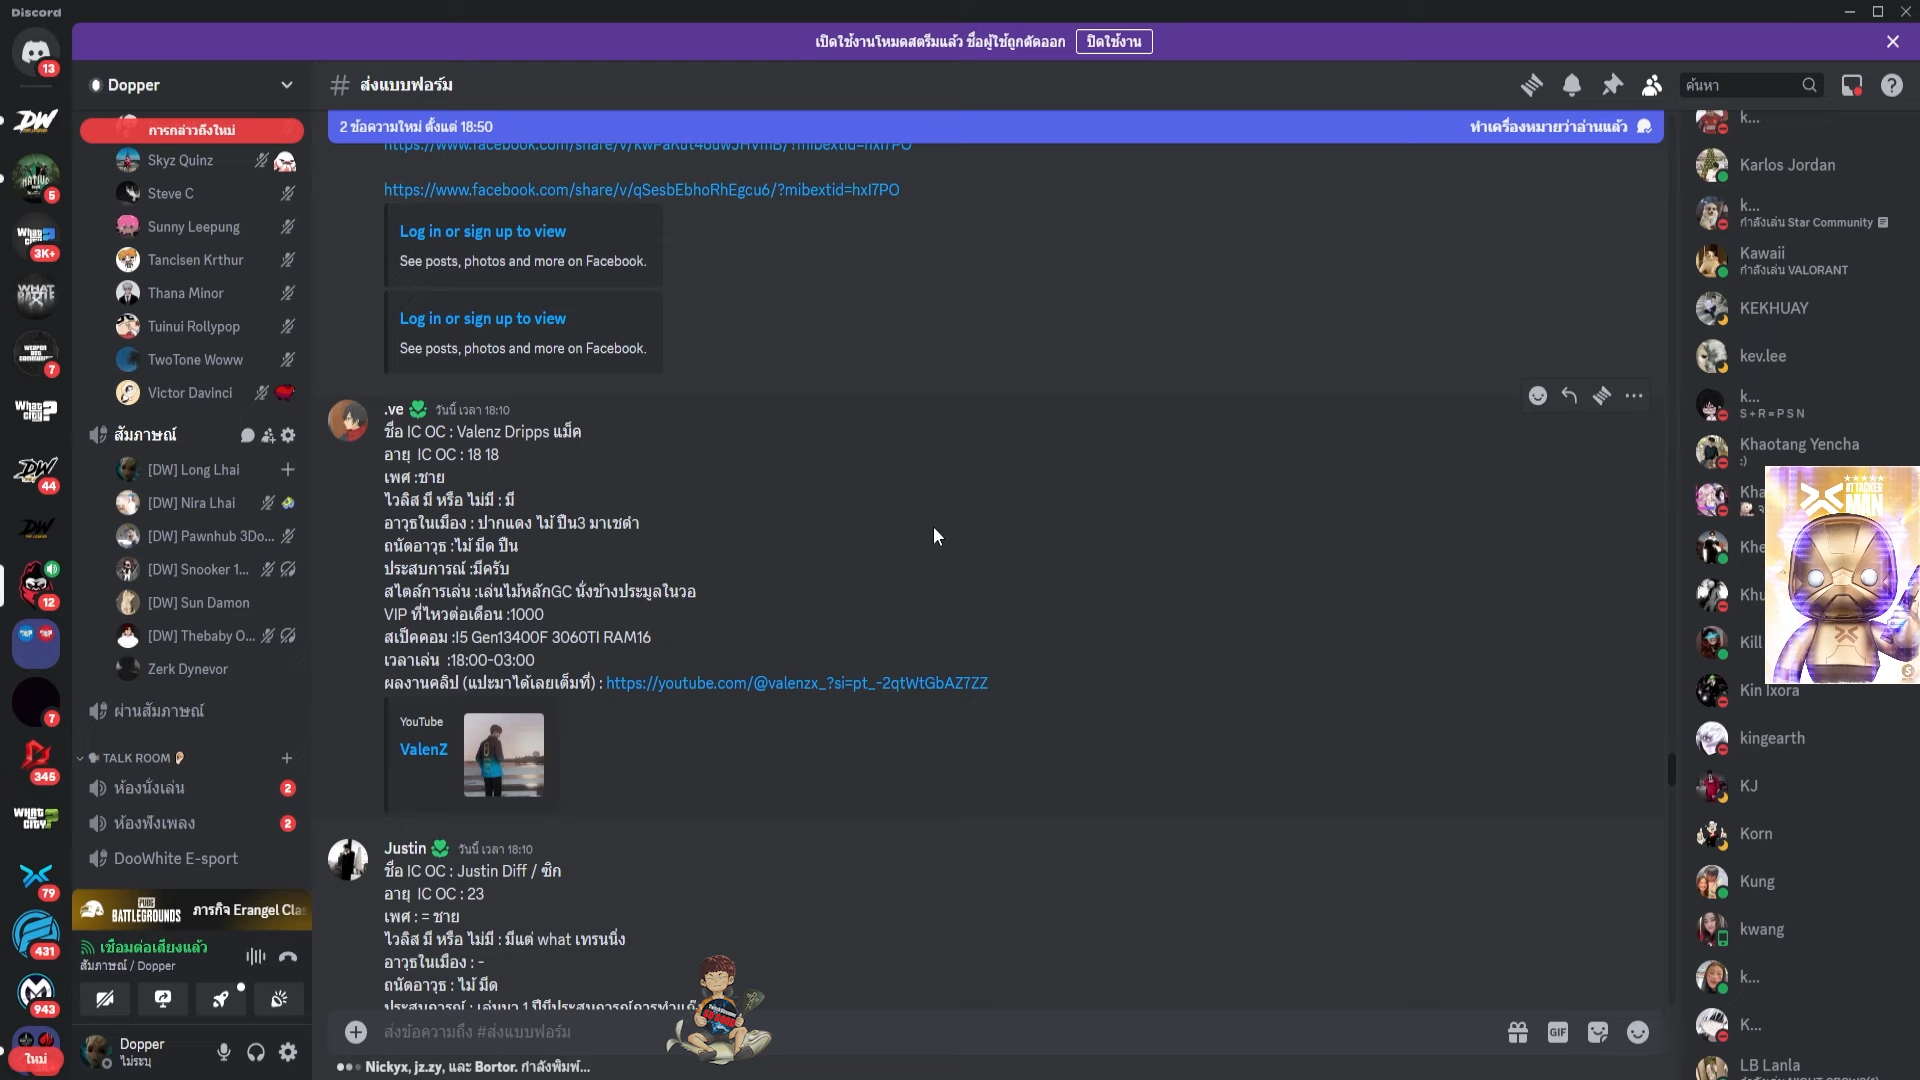 Discord
เปิดใช้งานโหมดสตรีมแล้ว ชื่อผู้ใช้ถูกตัดออก
ปิดใช้งาน
Dopper
ส่งแบบฟอร์ม
ค้นหา
2 ข้อความใหม่ ตั้งแต่ 18:50
ทำเครื่องหมายว่าอ่านแล้ว
การกล่าวถึงใหม่
Skyz Quinz
Steve C
Sunny Leepung
Tancisen Krthur
Thana Minor
Tuinui Rollypop
TwoTone Woww
Victor Davinci
สัมภาษณ์
[DW] Long Lhai
[DW] Nira Lhai
[DW] Pawnhub 3Do...
[DW] Snooker 1...
[DW] Sun Damon
[DW] Thebaby O...
Zerk Dynevor
ผ่านสัมภาษณ์
TALK ROOM
ห้องนั่งเล่น
2
ห้องฟังเพลง
2
DooWhite E-sport
PUBG BATTLEGROUNDS
ภารกิจ Erangel Clas
เชื่อมต่อเสียงแล้ว
สัมภาษณ์ / Dopper
Dopper
ไม่ระบุ
13
5
3K+
7
44
12
7
345
79
431
943
ใหม่
https://www.facebook.com/share/v/qSesbEbhoRhEgcu6/?mibextid=hxI7PO
Log in or sign up to view
See posts, photos and more on Facebook.
Log in or sign up to view
See posts, photos and more on Facebook.
.ve วันนี้ เวลา 18:10
ชื่อ IC OC : Valenz Dripps แม็ค
อายุ IC OC : 18 18
เพศ :ชาย
ไวลิส มี หรือ ไม่มี : มี
อาวุธในเมือง : ปากแดง ไม้ ปืน3 มาเชดำ
ถนัดอาวุธ :ไม้ มีด ปืน
ประสบการณ์ :มีครับ
สไตล์การเล่น :เล่นไม้หลักGC นั่งข้างประมูลในวอ
VIP ที่ไหวต่อเดือน :1000
สเป็คคอม :I5 Gen13400F 3060TI RAM16
เวลาเล่น :18:00-03:00
ผลงานคลิป (แปะมาได้เลยเต็มที่) : https://youtube.com/@valenzx_?si=pt_-2qtWtGbAZ7ZZ
YouTube
ValenZ
Justin วันนี้ เวลา 18:10
ชื่อ IC OC : Justin Diff / ซิก
อายุ IC OC : 23
เพศ : = ชาย
ไวลิส มี หรือ ไม่มี : มีแต่ what เทรนนิ่ง
อาวุธในเมือง : -
ถนัดอาวุธ : ไม้ มีด
ส่งข้อความถึง #ส่งแบบฟอร์ม
GIF
Nickyx, jz.zy, และ Bortor. กำลังพิมพ์...
k...
Karlos Jordan
k...
กำลังเล่น Star Community
Kawaii
กำลังเล่น VALORANT
KEKHUAY
kev.lee
k...
S + R = P S N
Khaotang Yencha
:)
Kha
Khe
Khu
Kill
Kin Ixora
kingearth
KJ
Korn
Kung
kwang
k...
K...
LB Lanla
ATTACKER
MAN